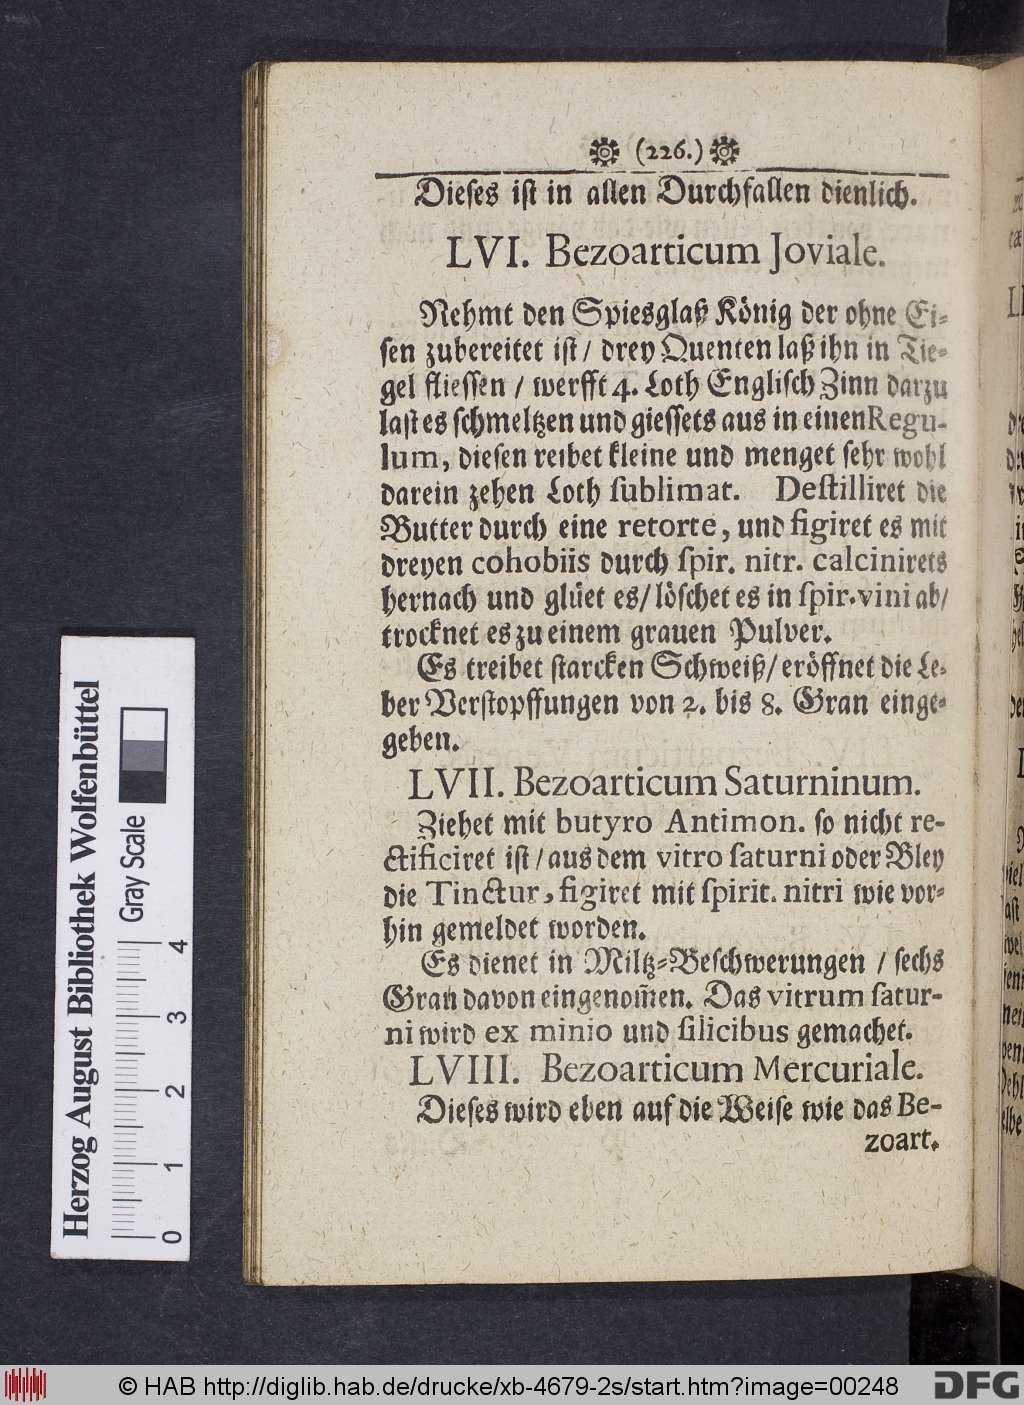 (226.)
Dieses ist in allen Durchfallen dienlich.
LVI. Bezoarticum Joviale.
Nehmt den Spiesglaß König der ohne Ei-
sen zubereitet ist / drey Quenten laß ihn in Tie-
gel fliessen / werfft 4. Loth Englisch Zinn darzu
last es schmeltzen und giessets aus in einen Regu-
lum, diesen reibet kleine und menget sehr wohl
darein zehen Loth sublimat. Destilliret die
Butter durch eine retorte, und figiret es mit
dreyen cohobiis durch spir. nitr. calcinirets
hernach und glüet es / löschet es in spir. vini ab /
trocknet es zu einem grauen Pulver.
Es treibet starcken Schweiß / eröffnet die Le-
ber Verstopffungen von 2. bis 8. Gran einge-
geben.
LVII. Bezoarticum Saturninum.
Ziehet mit butyro Antimon. so nicht re-
ctificiret ist / aus dem vitro saturni oder Bley
die Tinctur, figiret mit spirit. nitri wie vor-
hin gemeldet worden.
Es dienet in Miltz-Beschwerungen / sechs
Gran davon eingenom̃en. Das vitrum satur-
ni wird ex minio und silicibus gemachet.
LVIII. Bezoarticum Mercuriale.
Dieses wird eben auf die Weise wie das Be-
zoart.
Herzog August Bibliothek Wolfenbüttel
Gray Scale
0 1 2 3 4
© HAB http://diglib.hab.de/drucke/xb-4679-2s/start.htm?image=00248
DFG